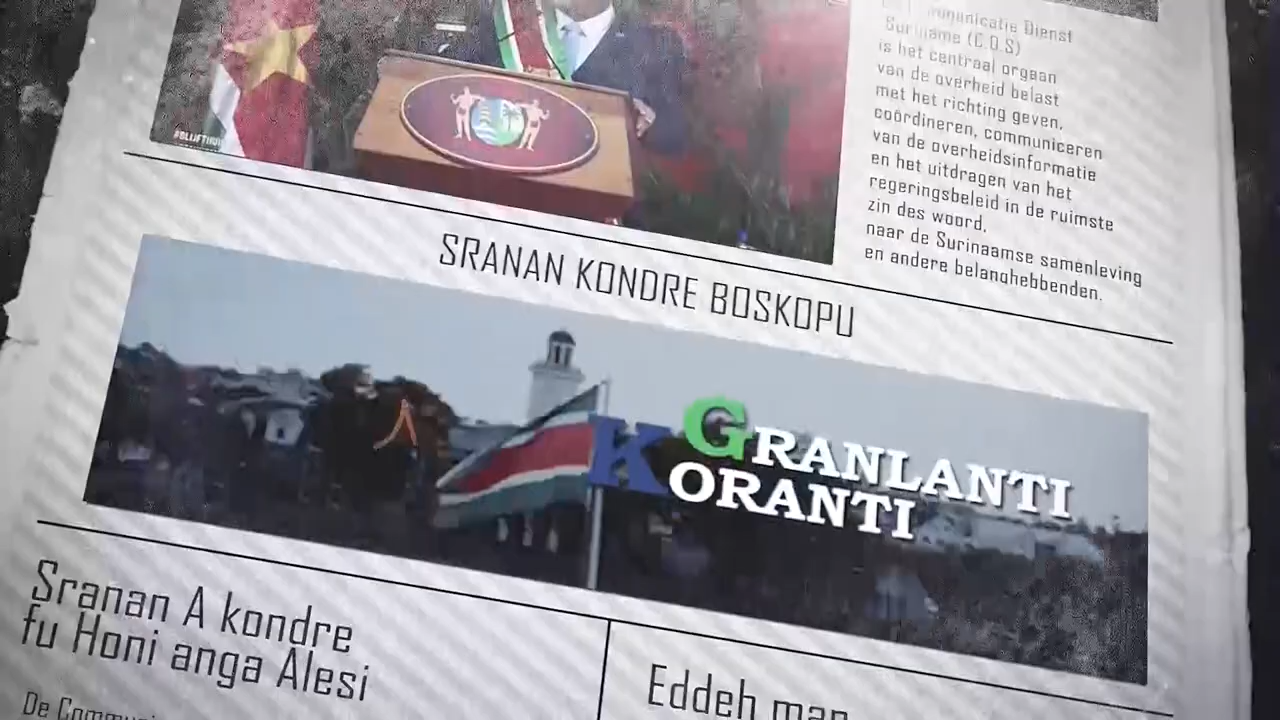 Dienst
Suriname (C.O.S)
is het centraal orgaan
van de overheid belast
met het richting geven,
coördineren, communiceren
van de overheidsinformatie
en het uitdragen van het
regeringsbeleid in de ruimste
zin des woord,
naar de Surinaamse samenleving
en andere belanghebbenden.
SRANAN KONDRE BOSKOPU
GRANLANTI
KORANTI
Sranan A kondre
fu Honi anga Alesi
De
Eddeh man